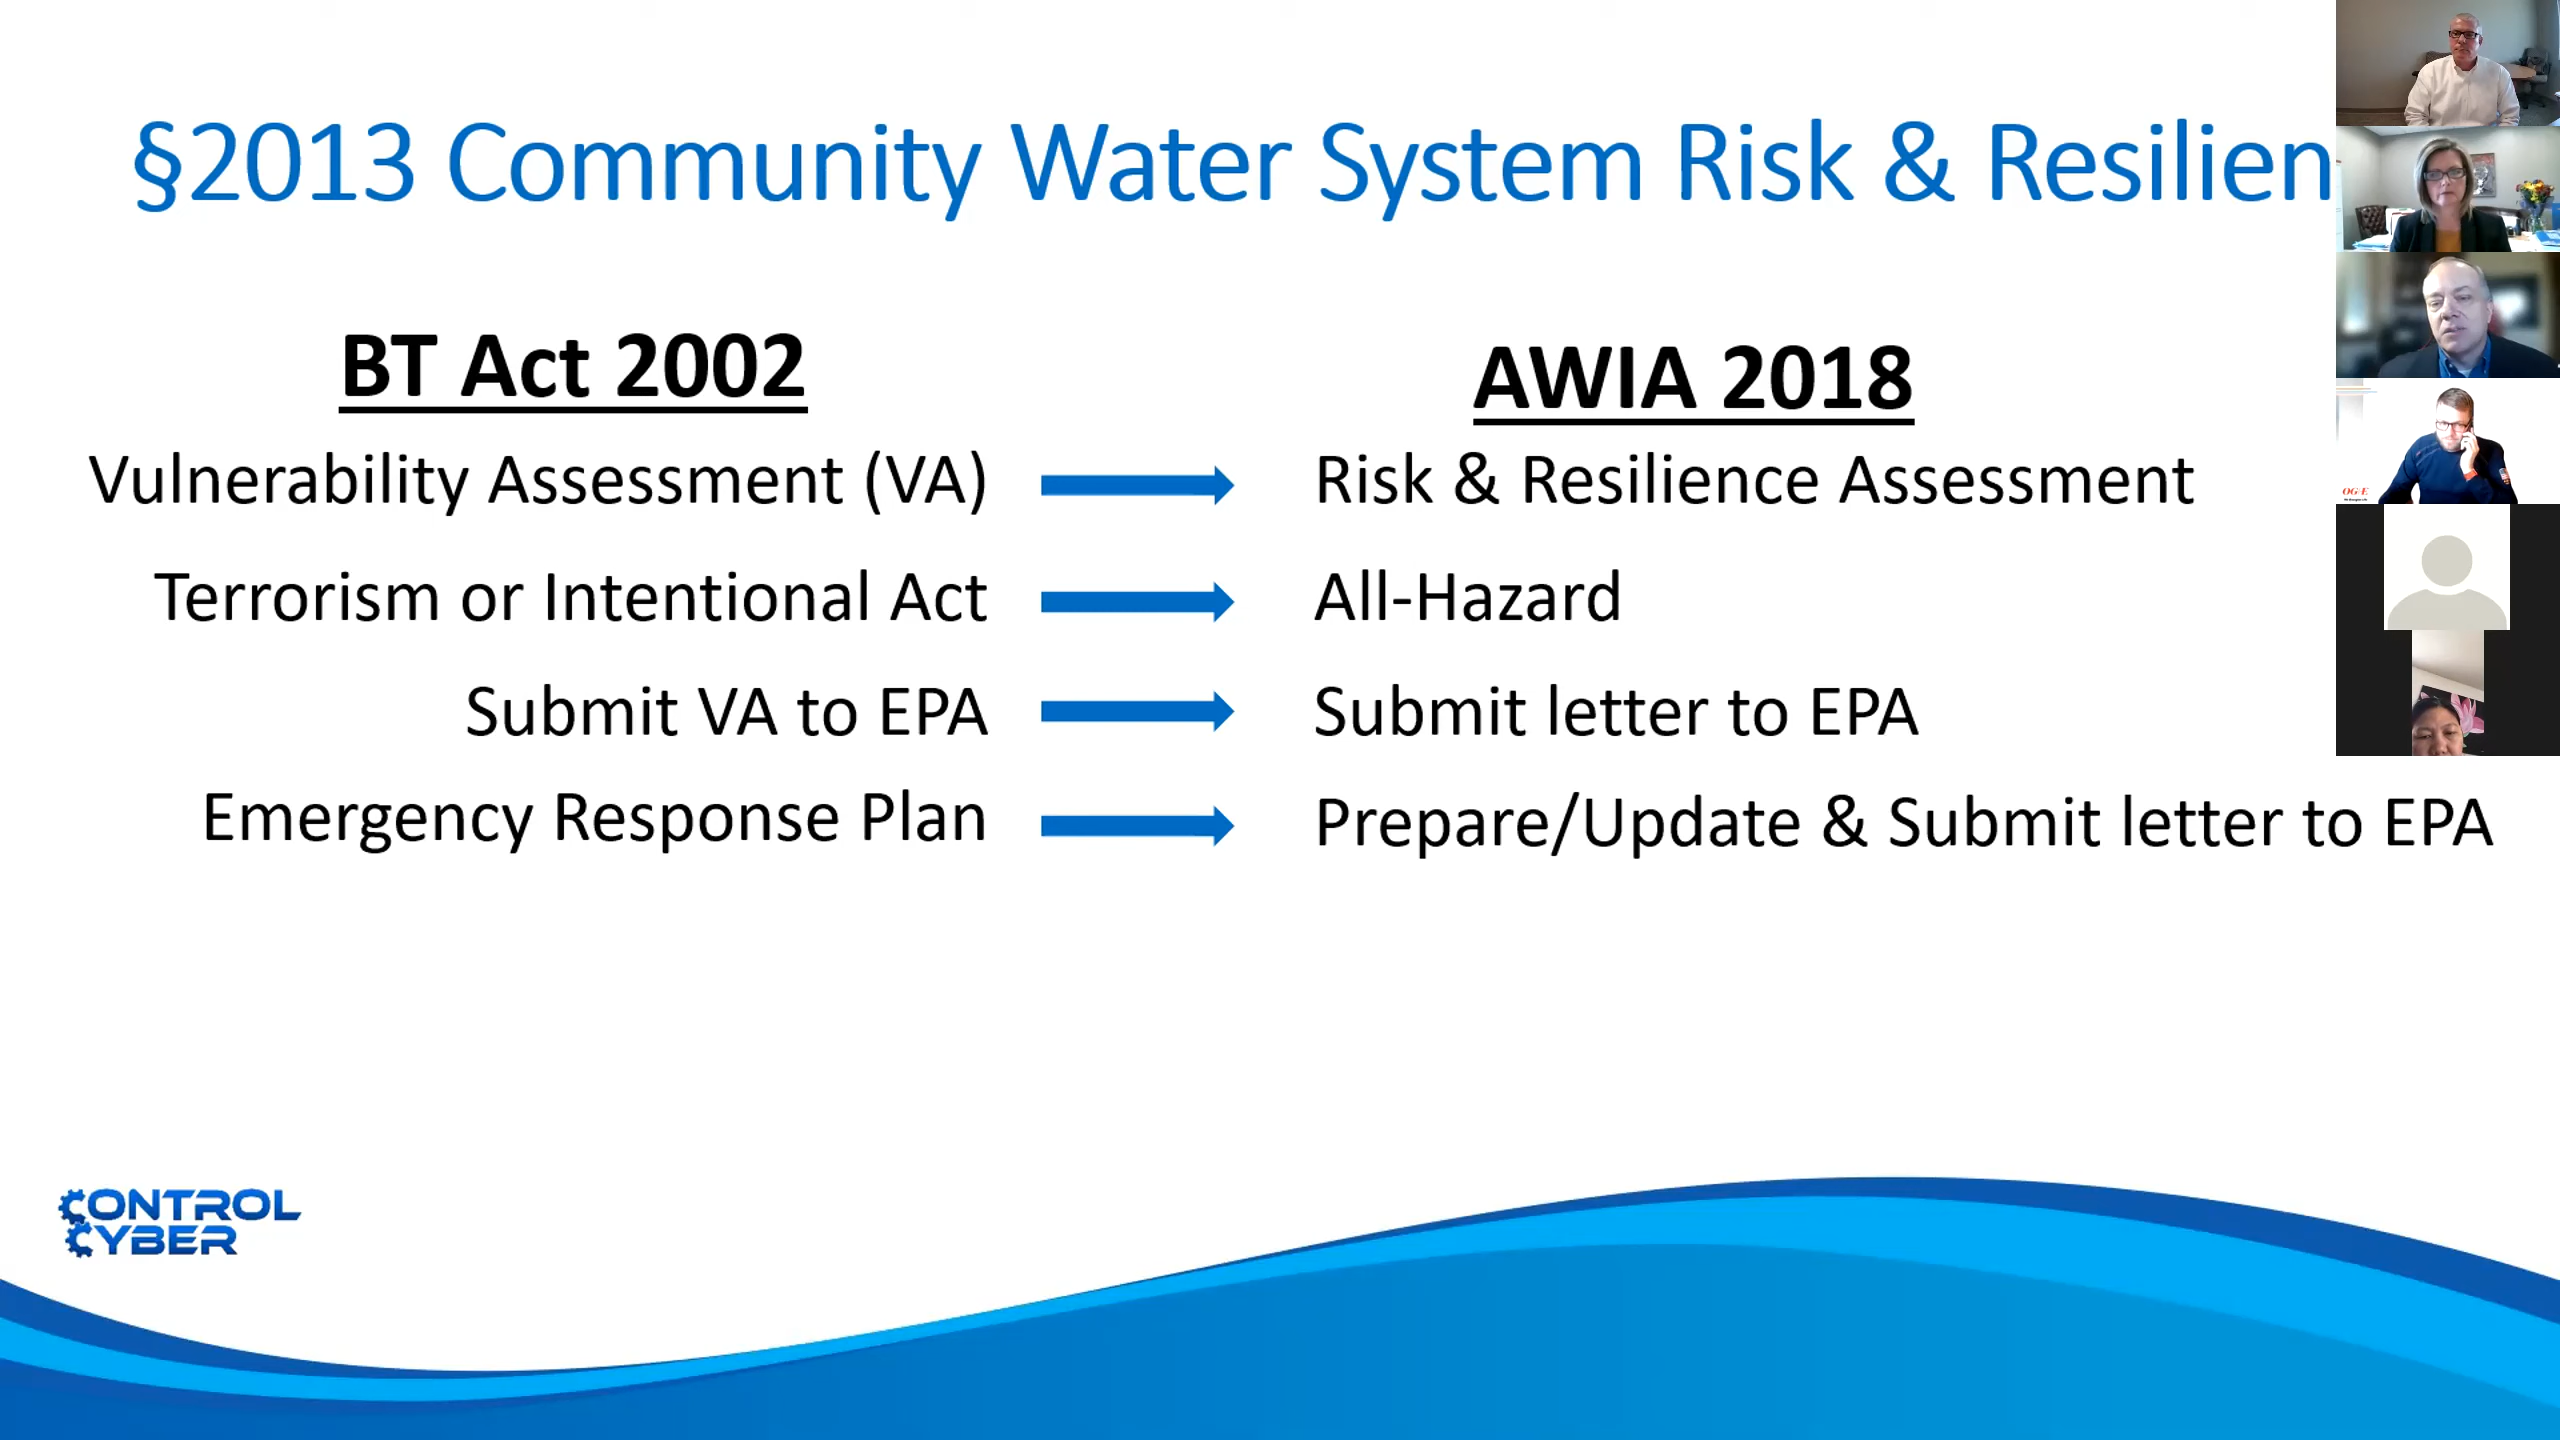 §2013 Community Water System Risk & Resilien
BT Act 2002
AWIA 2018
Vulnerability Assessment (VA)
Risk & Resilience Assessment
Terrorism or Intentional Act
All-Hazard
Submit VA to EPA
Submit letter to EPA
Emergency Response Plan
Prepare/Update & Submit letter to EPA
CONTROL
CYBER
OG&E